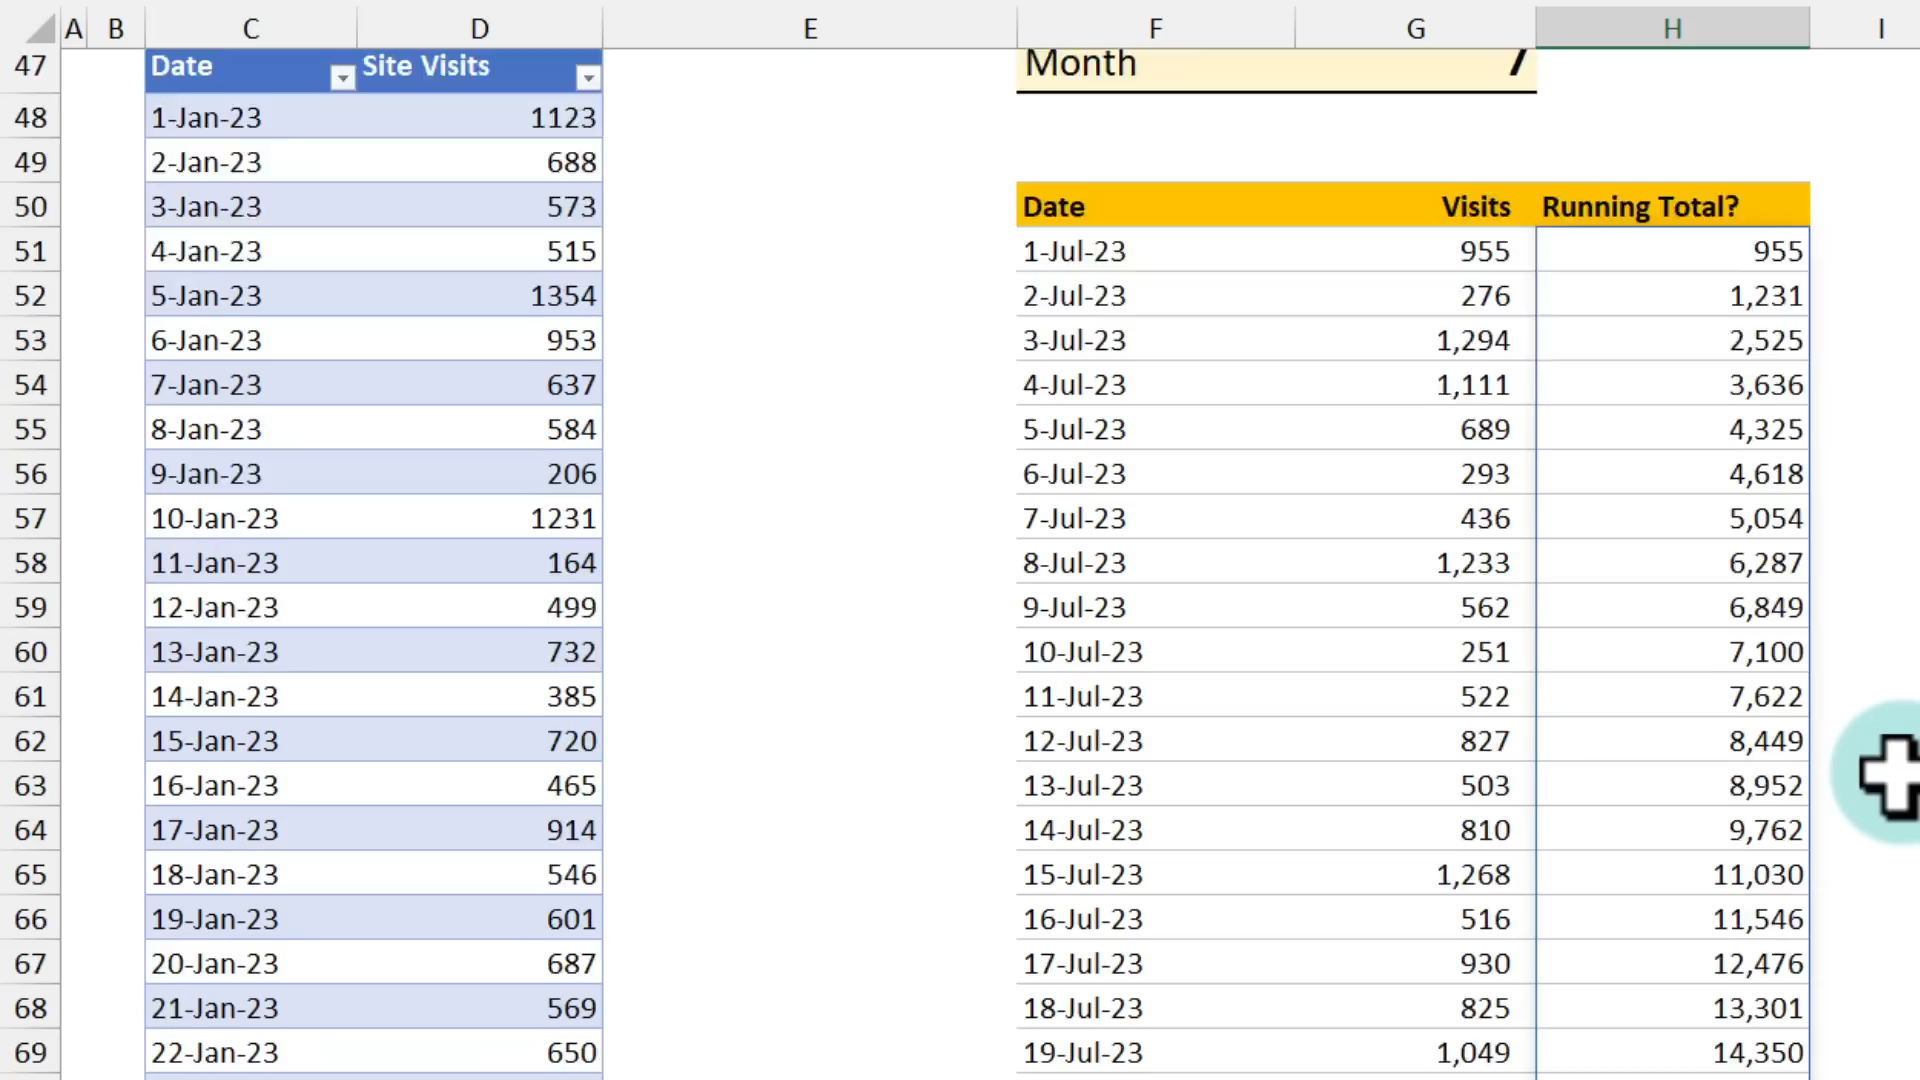 A B C D E F G H I
47 Date Site Visits Month 7
48 1-Jan-23 1123
49 2-Jan-23 688
50 3-Jan-23 573 Date Visits Running Total?
51 4-Jan-23 515 1-Jul-23 955 955
52 5-Jan-23 1354 2-Jul-23 276 1,231
53 6-Jan-23 953 3-Jul-23 1,294 2,525
54 7-Jan-23 637 4-Jul-23 1,111 3,636
55 8-Jan-23 584 5-Jul-23 689 4,325
56 9-Jan-23 206 6-Jul-23 293 4,618
57 10-Jan-23 1231 7-Jul-23 436 5,054
58 11-Jan-23 164 8-Jul-23 1,233 6,287
59 12-Jan-23 499 9-Jul-23 562 6,849
60 13-Jan-23 732 10-Jul-23 251 7,100
61 14-Jan-23 385 11-Jul-23 522 7,622
62 15-Jan-23 720 12-Jul-23 827 8,449
63 16-Jan-23 465 13-Jul-23 503 8,952
64 17-Jan-23 914 14-Jul-23 810 9,762
65 18-Jan-23 546 15-Jul-23 1,268 11,030
66 19-Jan-23 601 16-Jul-23 516 11,546
67 20-Jan-23 687 17-Jul-23 930 12,476
68 21-Jan-23 569 18-Jul-23 825 13,301
69 22-Jan-23 650 19-Jul-23 1,049 14,350